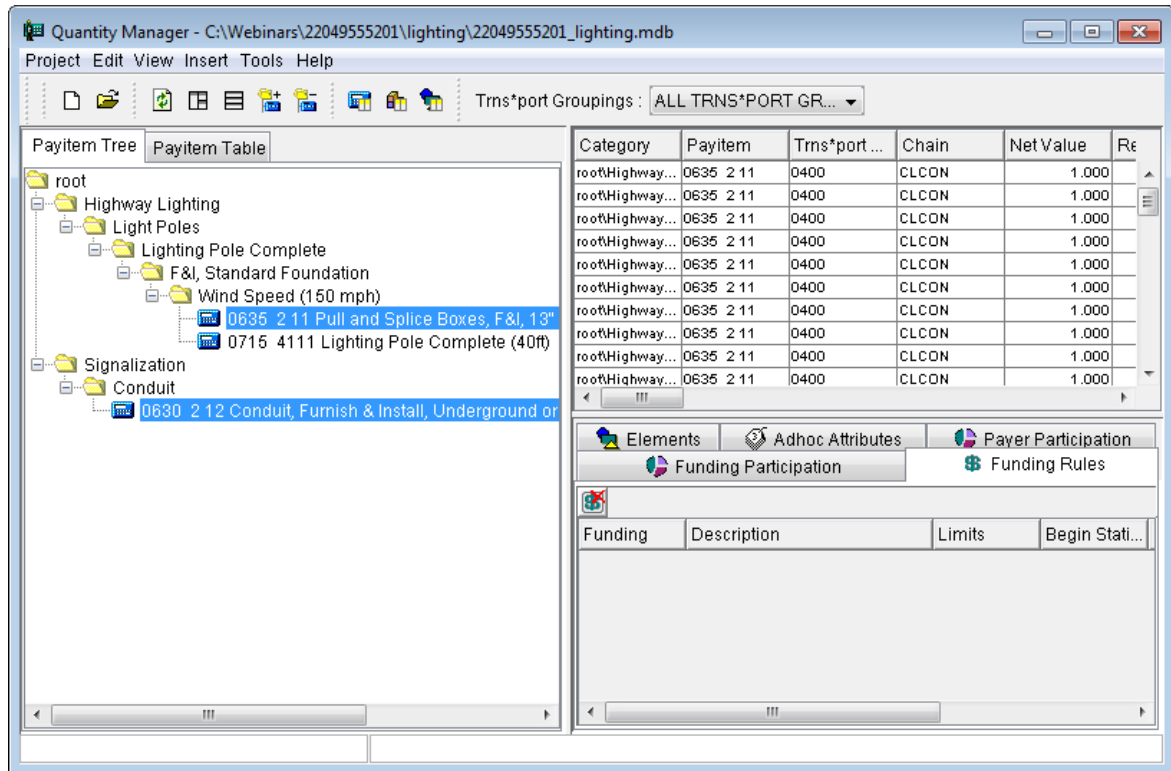 Quantity Manager - C:\Webinars\22049555201\lighting\22049555201_lighting.mdb
Project Edit View Insert Tools Help
Trns*port Groupings : ALL TRNS*PORT GR...
Payitem Tree Payitem Table
root
Highway Lighting
Light Poles
Lighting Pole Complete
F&I, Standard Foundation
Wind Speed (150 mph)
0635 2 11 Pull and Splice Boxes, F&I, 13"
0715 4111 Lighting Pole Complete (40ft)
Signalization
Conduit
0630 2 12 Conduit, Furnish & Install, Underground or
Category Payitem Trns*port ... Chain Net Value Re
root\Highway... 0635 2 11 0400 CLCON 1.000
root\Highway... 0635 2 11 0400 CLCON 1.000
root\Highway... 0635 2 11 0400 CLCON 1.000
root\Highway... 0635 2 11 0400 CLCON 1.000
root\Highway... 0635 2 11 0400 CLCON 1.000
root\Highway... 0635 2 11 0400 CLCON 1.000
root\Highway... 0635 2 11 0400 CLCON 1.000
root\Highway... 0635 2 11 0400 CLCON 1.000
root\Highway... 0635 2 11 0400 CLCON 1.000
root\Highway... 0635 2 11 0400 CLCON 1.000
Elements Adhoc Attributes Payer Participation
Funding Participation Funding Rules
Funding Description Limits Begin Stati...